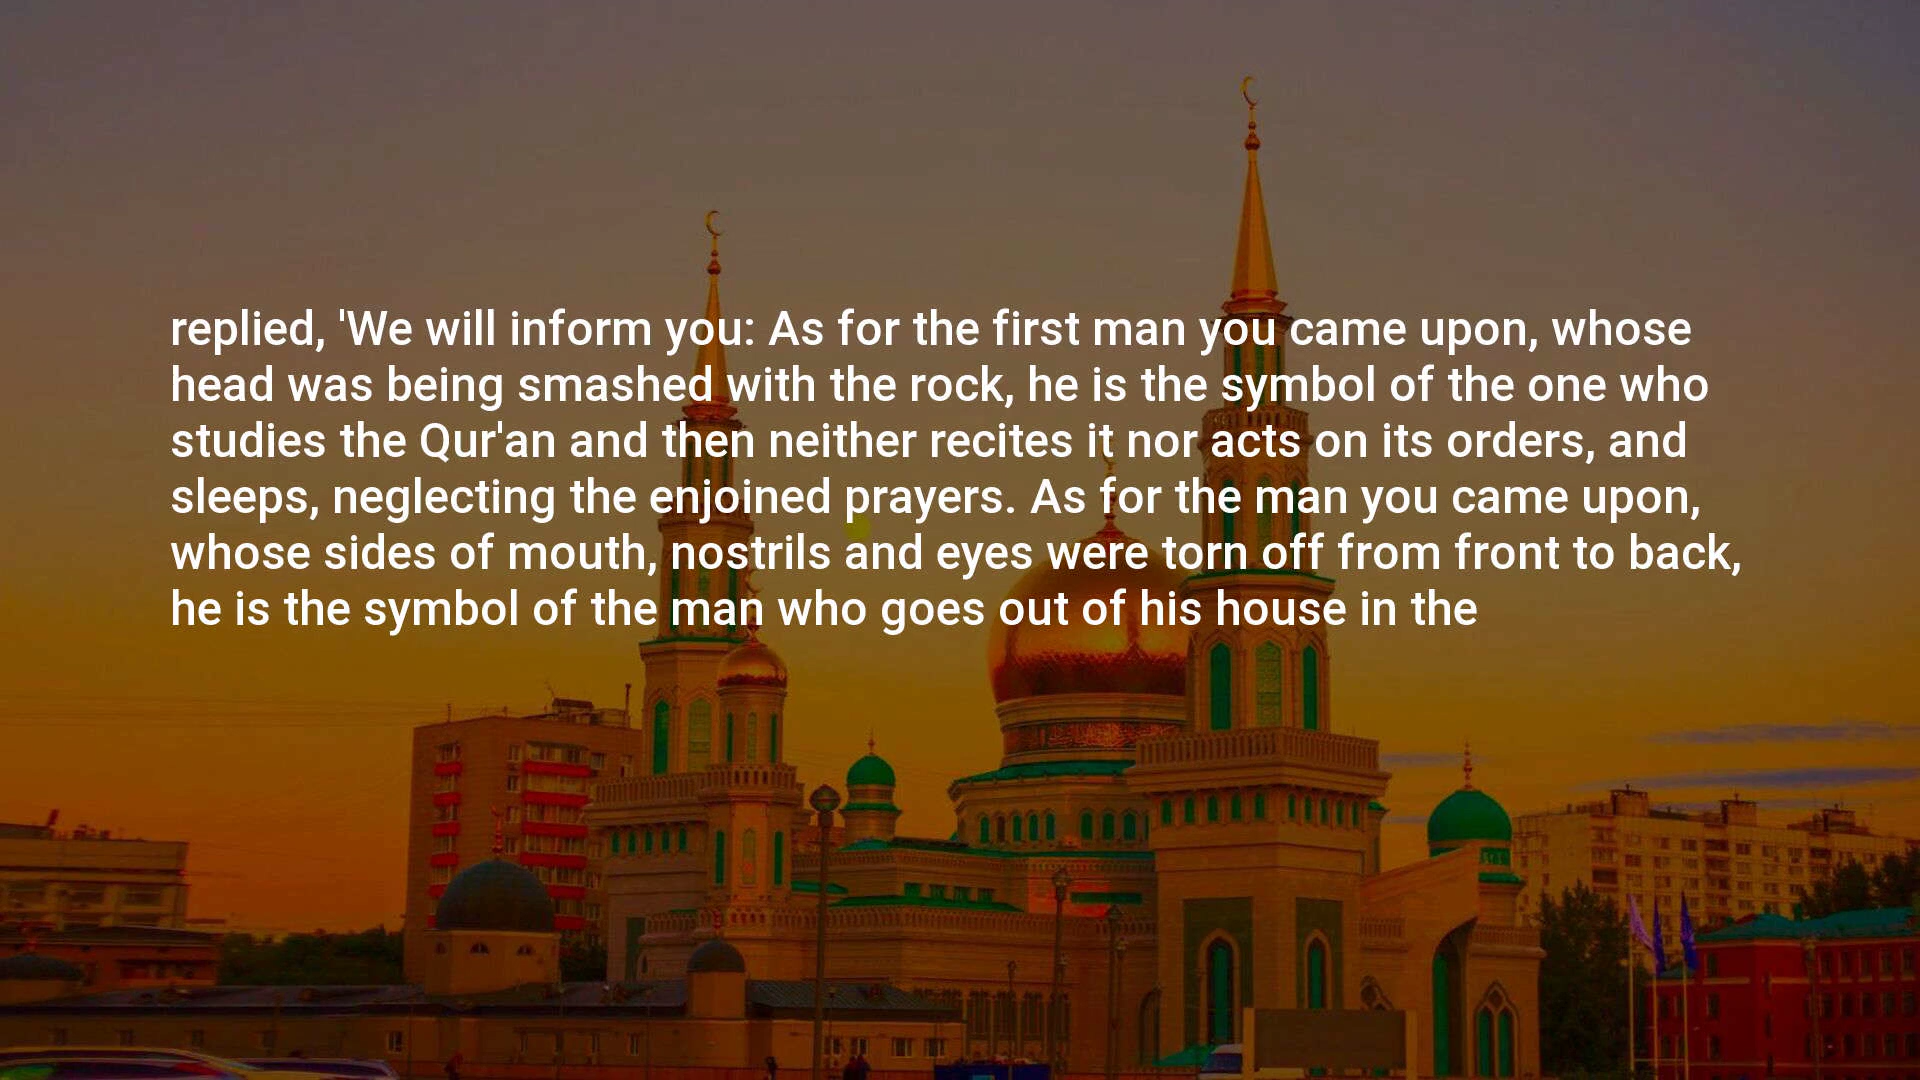 replied, 'We will inform you: As for the first man you came upon, whose
head was being smashed with the rock, he is the symbol of the one who
studies the Qur'an and then neither recites it nor acts on its orders, and
sleeps, neglecting the enjoined prayers. As for the man you came upon,
whose sides of mouth, nostrils and eyes were torn off from front to back,
he is the symbol of the man who goes out of his house in the